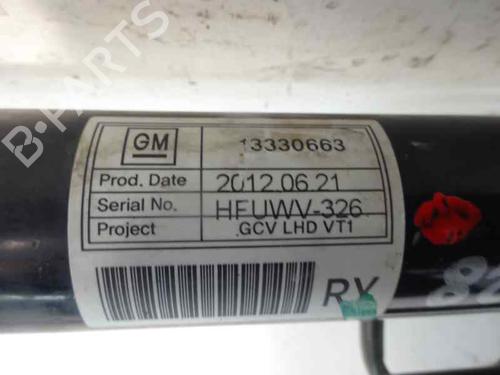 GM 13330663
Prod. Date 2012.06.21
Serial No. HFUWV-326
Project GCV LHD VT1
RX
B-Parts